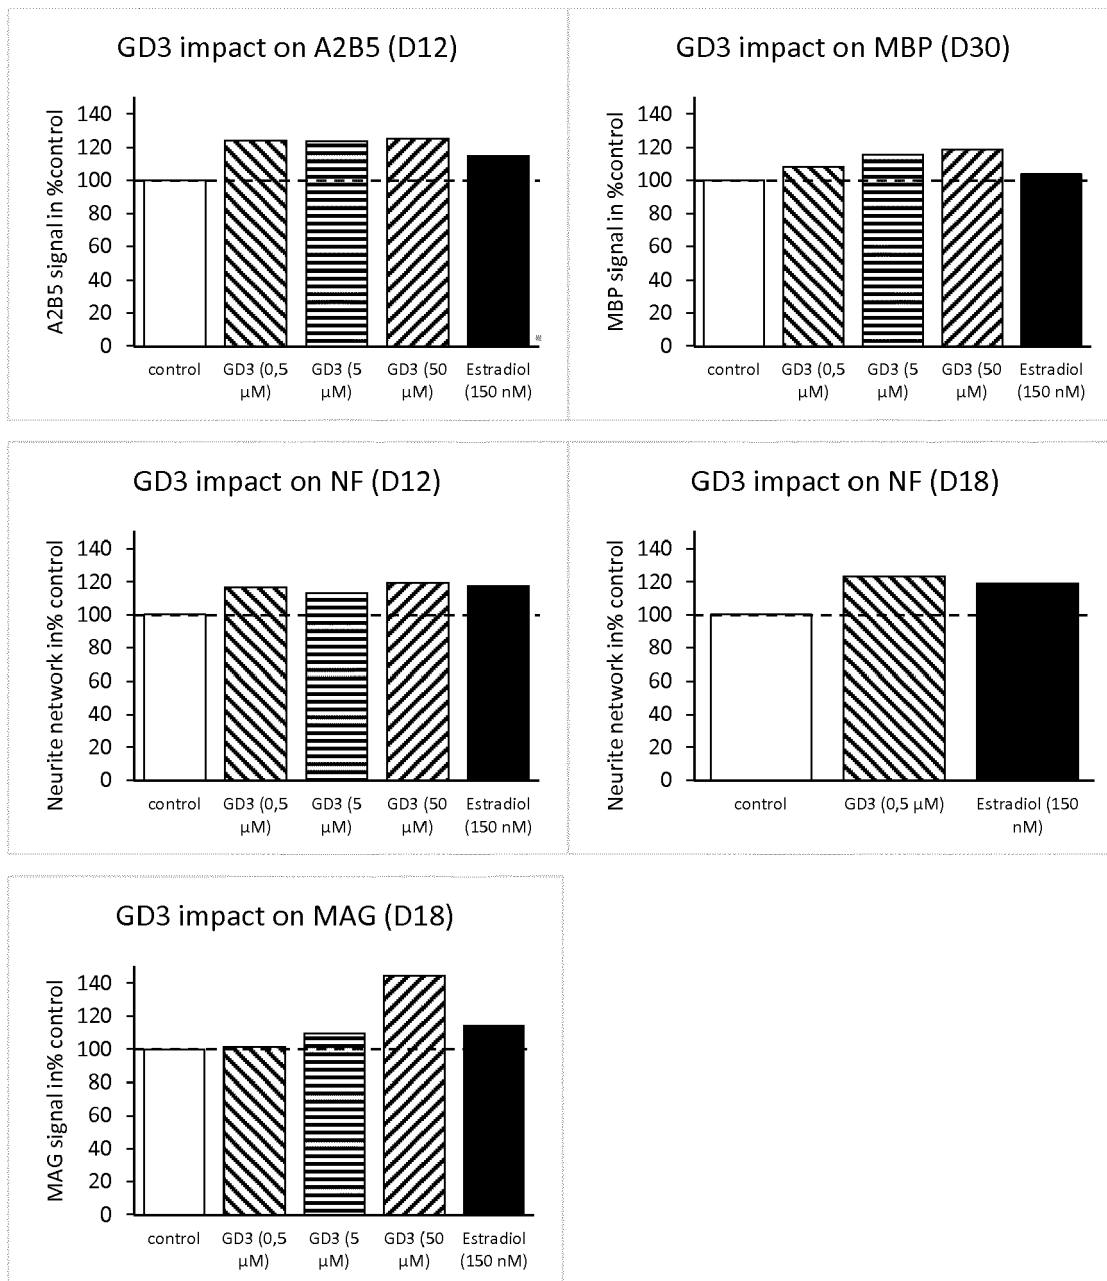 GD3 impact on A2B5 (D12)
A2B5 signal in %control
140
120
100
80
60
40
20
0
control
GD3 (0,5 µM)
GD3 (5 µM)
GD3 (50 µM)
Estradiol (150 nM)
GD3 impact on MBP (D30)
MBP signal in %control
140
120
100
80
60
40
20
0
control
GD3 (0,5 µM)
GD3 (5 µM)
GD3 (50 µM)
Estradiol (150 nM)
GD3 impact on NF (D12)
Neurite network in% control
140
120
100
80
60
40
20
0
control
GD3 (0,5 µM)
GD3 (5 µM)
GD3 (50 µM)
Estradiol (150 nM)
GD3 impact on NF (D18)
Neurite network in% control
140
120
100
80
60
40
20
0
control
GD3 (0,5 µM)
Estradiol (150 nM)
GD3 impact on MAG (D18)
MAG signal in% control
140
120
100
80
60
40
20
0
control
GD3 (0,5 µM)
GD3 (5 µM)
GD3 (50 µM)
Estradiol (150 nM)